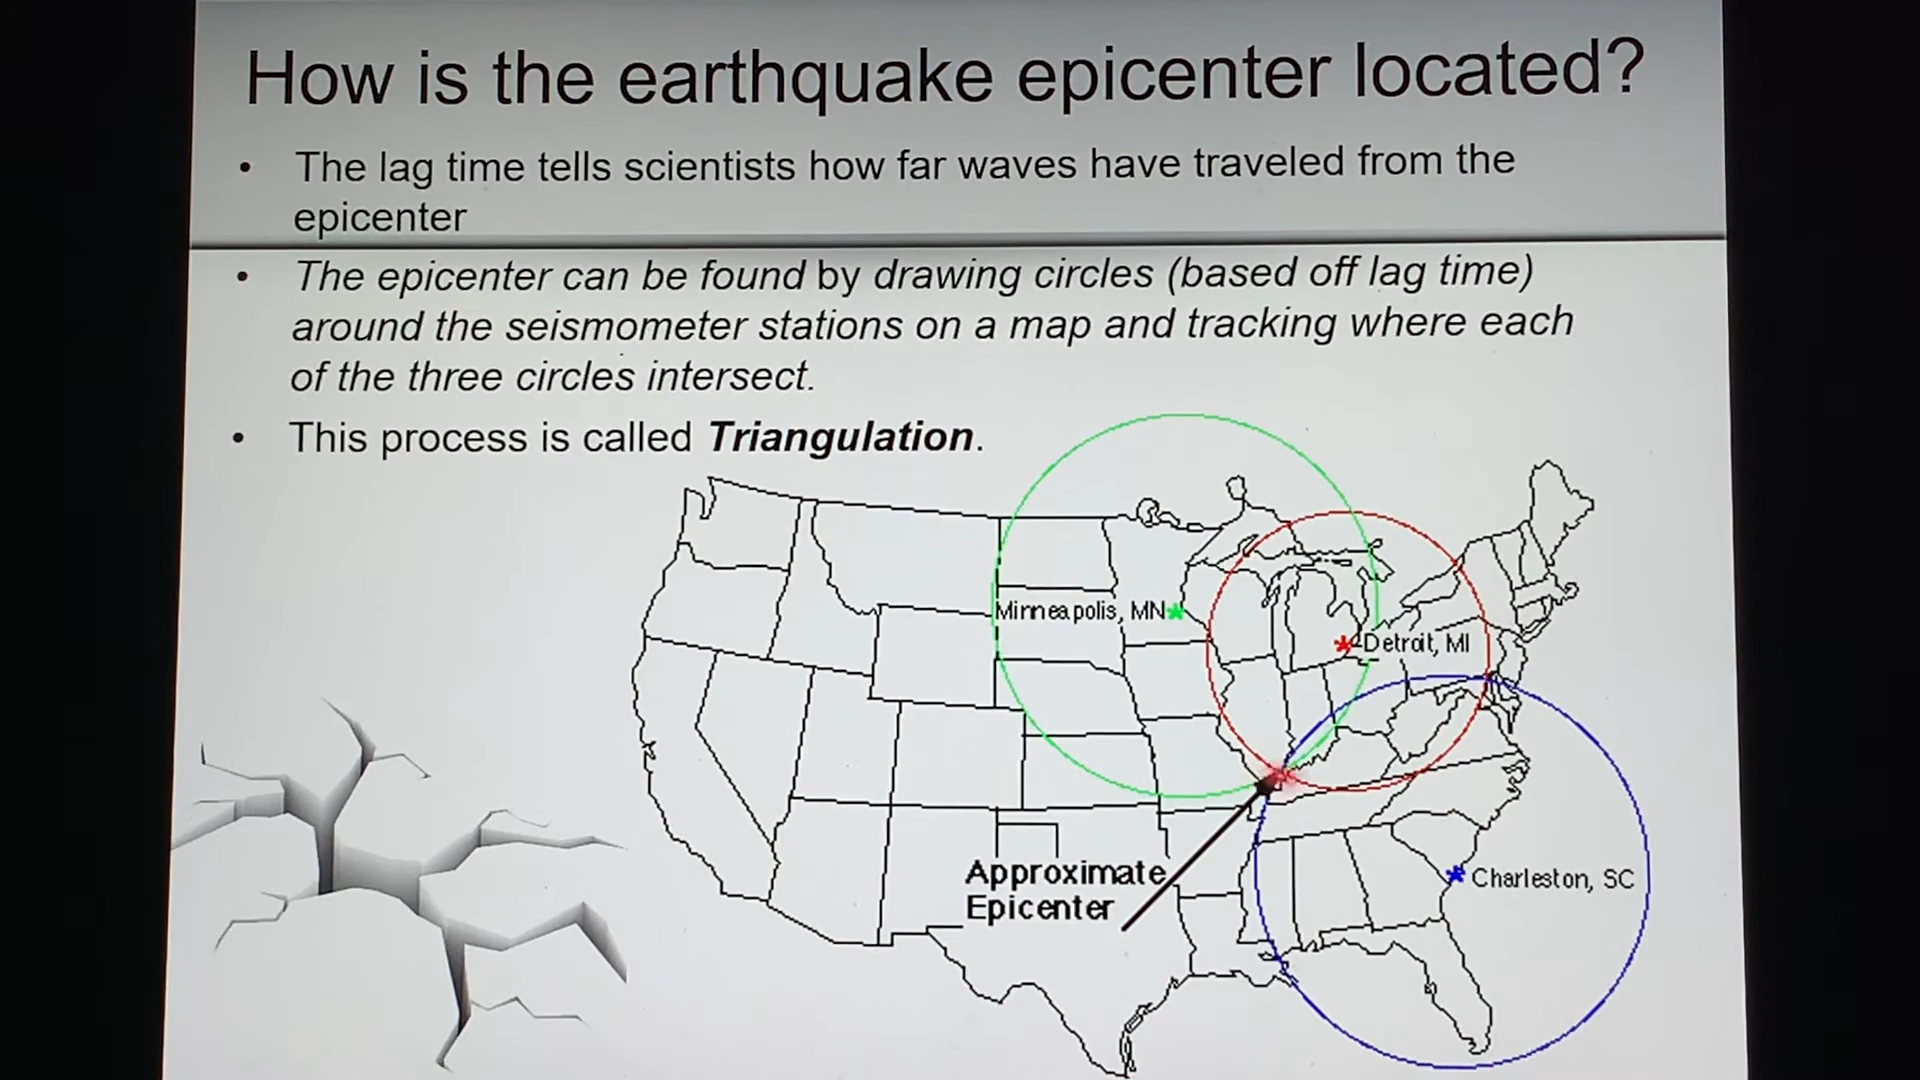 How is the earthquake epicenter located?
• The lag time tells scientists how far waves have traveled from the
epicenter
• The epicenter can be found by drawing circles (based off lag time)
around the seismometer stations on a map and tracking where each
of the three circles intersect.
• This process is called Triangulation.
Minneapolis, MN
Detroit, MI
Charleston, SC
Approximate
Epicenter